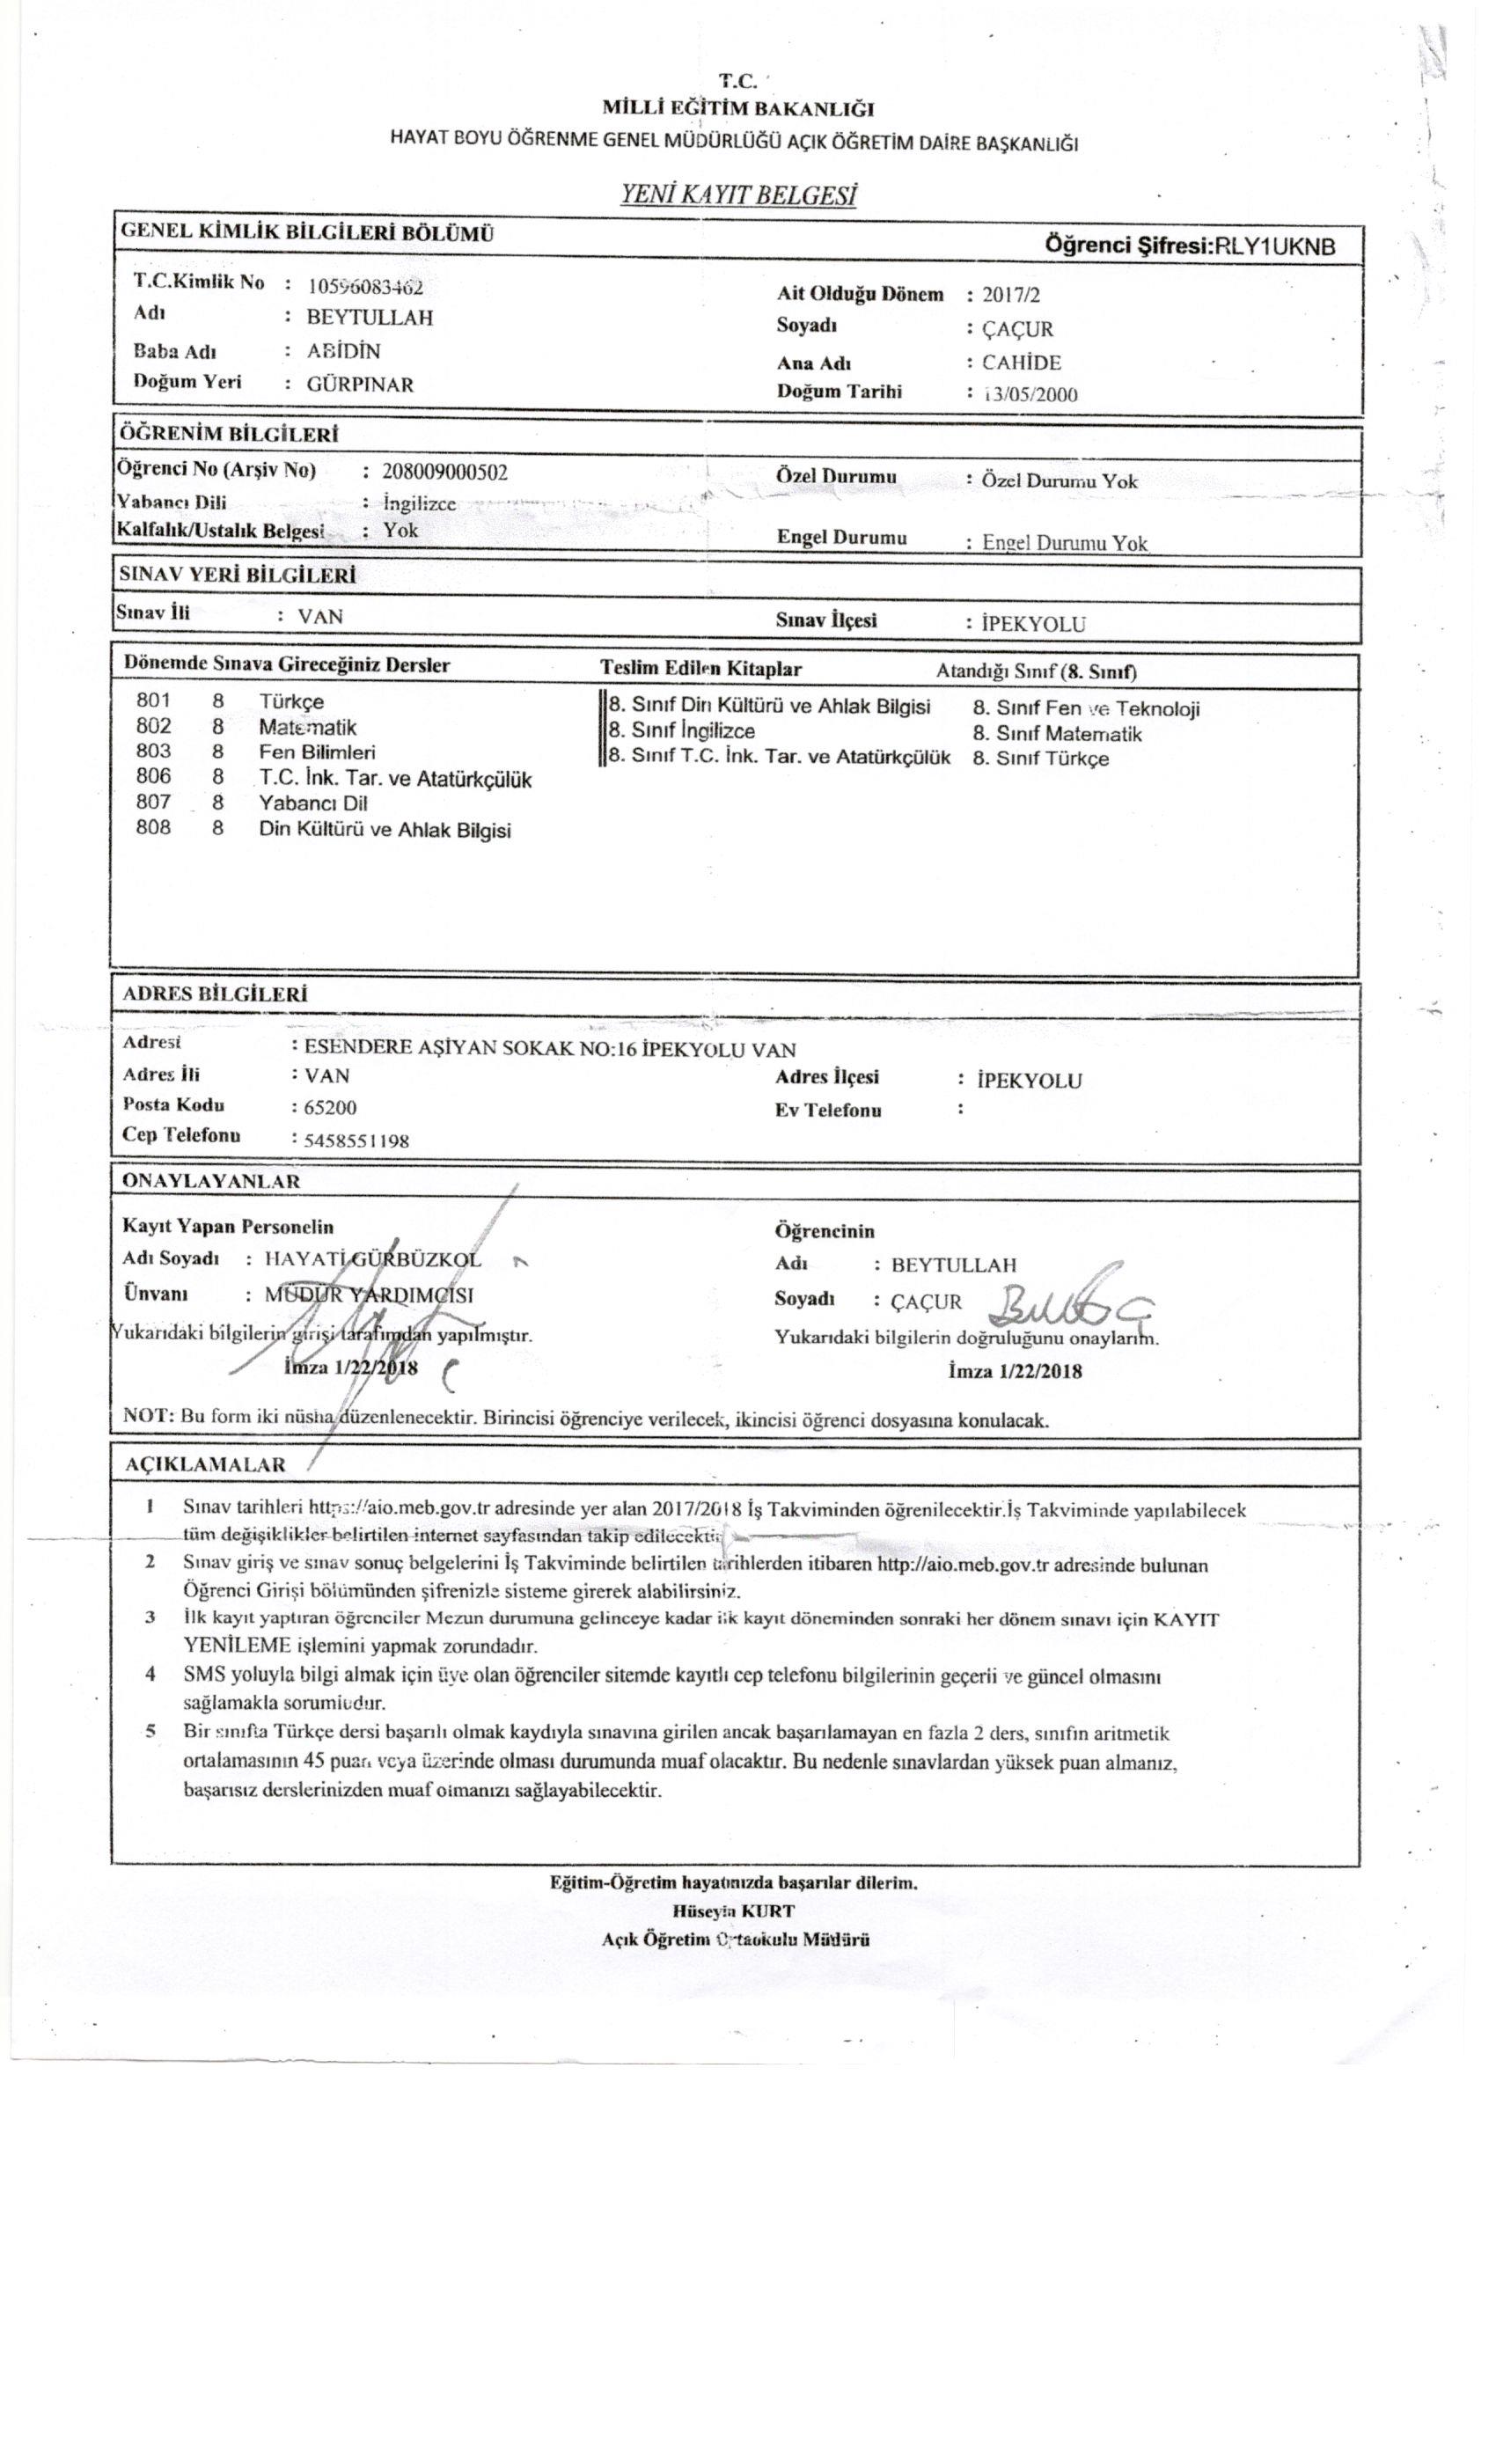 T.C.
MİLLİ EĞİTİM BAKANLIĞI
HAYAT BOYU ÖĞRENME GENEL MÜDÜRLÜĞÜ AÇIK ÖĞRETİM DAİRE BAŞKANLIĞI
YENİ KAYIT BELGESİ
GENEL KİMLİK BİLGİLERİ BÖLÜMÜ Öğrenci Şifresi:RLY1UKNB
T.C.Kimlik No : 10596083462 Ait Olduğu Dönem : 2017/2
Adı : BEYTULLAH Soyadı : ÇAÇUR
Baba Adı : ABİDİN Ana Adı : CAHİDE
Doğum Yeri : GÜRPINAR Doğum Tarihi : 13/05/2000
ÖĞRENİM BİLGİLERİ
Öğrenci No (Arşiv No) : 208009000502 Özel Durumu : Özel Durumu Yok
Yabancı Dili : İngilizce
Kalfalık/Ustalık Belgesi : Yok Engel Durumu : Engel Durumu Yok
SINAV YERİ BİLGİLERİ
Sınav İli : VAN Sınav İlçesi : İPEKYOLU
Dönemde Sınava Gireceğiniz Dersler Teslim Edilen Kitaplar Atandığı Sınıf (8. Sınıf)
801 8 Türkçe 8. Sınıf Din Kültürü ve Ahlak Bilgisi 8. Sınıf Fen ve Teknoloji
802 8 Matematik 8. Sınıf İngilizce 8. Sınıf Matematik
803 8 Fen Bilimleri 8. Sınıf T.C. İnk. Tar. ve Atatürkçülük 8. Sınıf Türkçe
806 8 T.C. İnk. Tar. ve Atatürkçülük
807 8 Yabancı Dil
808 8 Din Kültürü ve Ahlak Bilgisi
ADRES BİLGİLERİ
Adresi : ESENDERE AŞİYAN SOKAK NO:16 İPEKYOLU VAN
Adres İli : VAN Adres İlçesi : İPEKYOLU
Posta Kodu : 65200 Ev Telefonu :
Cep Telefonu : 5458551198
ONAYLAYANLAR
Kayıt Yapan Personelin Öğrencinin
Adı Soyadı : HAYATİ GÜRBÜZKOL Adı : BEYTULLAH
Ünvanı : MÜDÜR YARDIMCISI Soyadı : ÇAÇUR
Yukarıdaki bilgilerin girişi tarafımdan yapılmıştır. Yukarıdaki bilgilerin doğruluğunu onaylarım.
İmza 1/22/2018 İmza 1/22/2018
NOT: Bu form iki nüsha düzenlenecektir. Birincisi öğrenciye verilecek, ikincisi öğrenci dosyasına konulacak.
AÇIKLAMALAR
1 Sınav tarihleri https://aio.meb.gov.tr adresinde yer alan 2017/2018 İş Takviminden öğrenilecektir.İş Takviminde yapılabilecek
tüm değişiklikler belirtilen internet sayfasından takip edilecektir.
2 Sınav giriş ve sınav sonuç belgelerini İş Takviminde belirtilen tarihlerden itibaren http://aio.meb.gov.tr adresinde bulunan
Öğrenci Girişi bölümünden şifrenizle sisteme girerek alabilirsiniz.
3 İlk kayıt yaptıran öğrenciler Mezun durumuna gelinceye kadar ilk kayıt döneminden sonraki her dönem sınavı için KAYIT
YENİLEME işlemini yapmak zorundadır.
4 SMS yoluyla bilgi almak için üye olan öğrenciler sitemde kayıtlı cep telefonu bilgilerinin geçerli ve güncel olmasını
sağlamakla sorumludur.
5 Bir sınıfta Türkçe dersi başarılı olmak kaydıyla sınavına girilen ancak başarılamayan en fazla 2 ders, sınıfın aritmetik
ortalamasının 45 puan veya üzerinde olması durumunda muaf olacaktır. Bu nedenle sınavlardan yüksek puan almanız,
başarısız derslerinizden muaf olmanızı sağlayabilecektir.
Eğitim-Öğretim hayatınızda başarılar dilerim.
Hüseyin KURT
Açık Öğretim Ortaokulu Müdürü